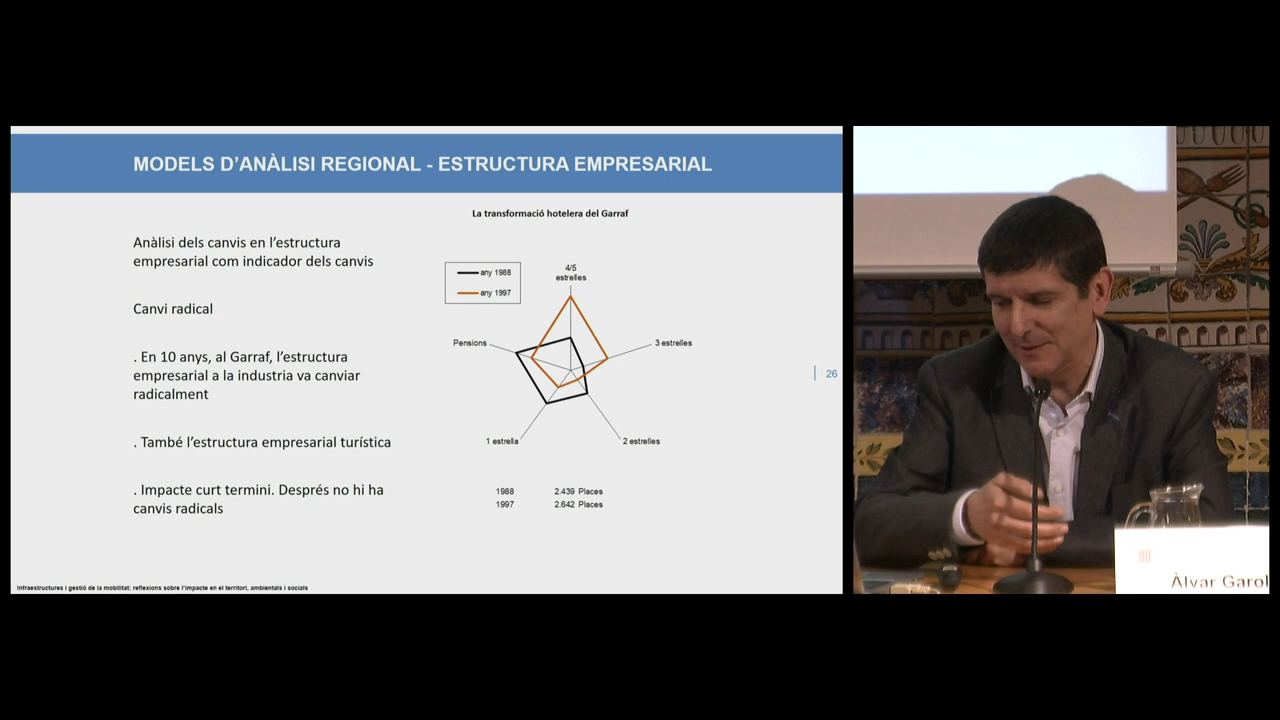 MODELS D'ANÀLISI REGIONAL - ESTRUCTURA EMPRESARIAL
Anàlisi dels canvis en l'estructura
empresarial com indicador dels canvis
Canvi radical
. En 10 anys, al Garraf, l'estructura
empresarial a la industria va canviar
radicalment
. També l'estructura empresarial turística
. Impacte curt termini. Després no hi ha
canvis radicals
La transformació hotelera del Garraf
any 1988
any 1997
4/5
estrelles
Pensions
3 estrelles
1 estrella
2 estrelles
1988 2.439 Places
1997 2.642 Places
26
Infraestructures i gestió de la mobilitat: reflexions sobre l'impacte en el territori, ambientals i socials
Àlvar Garol